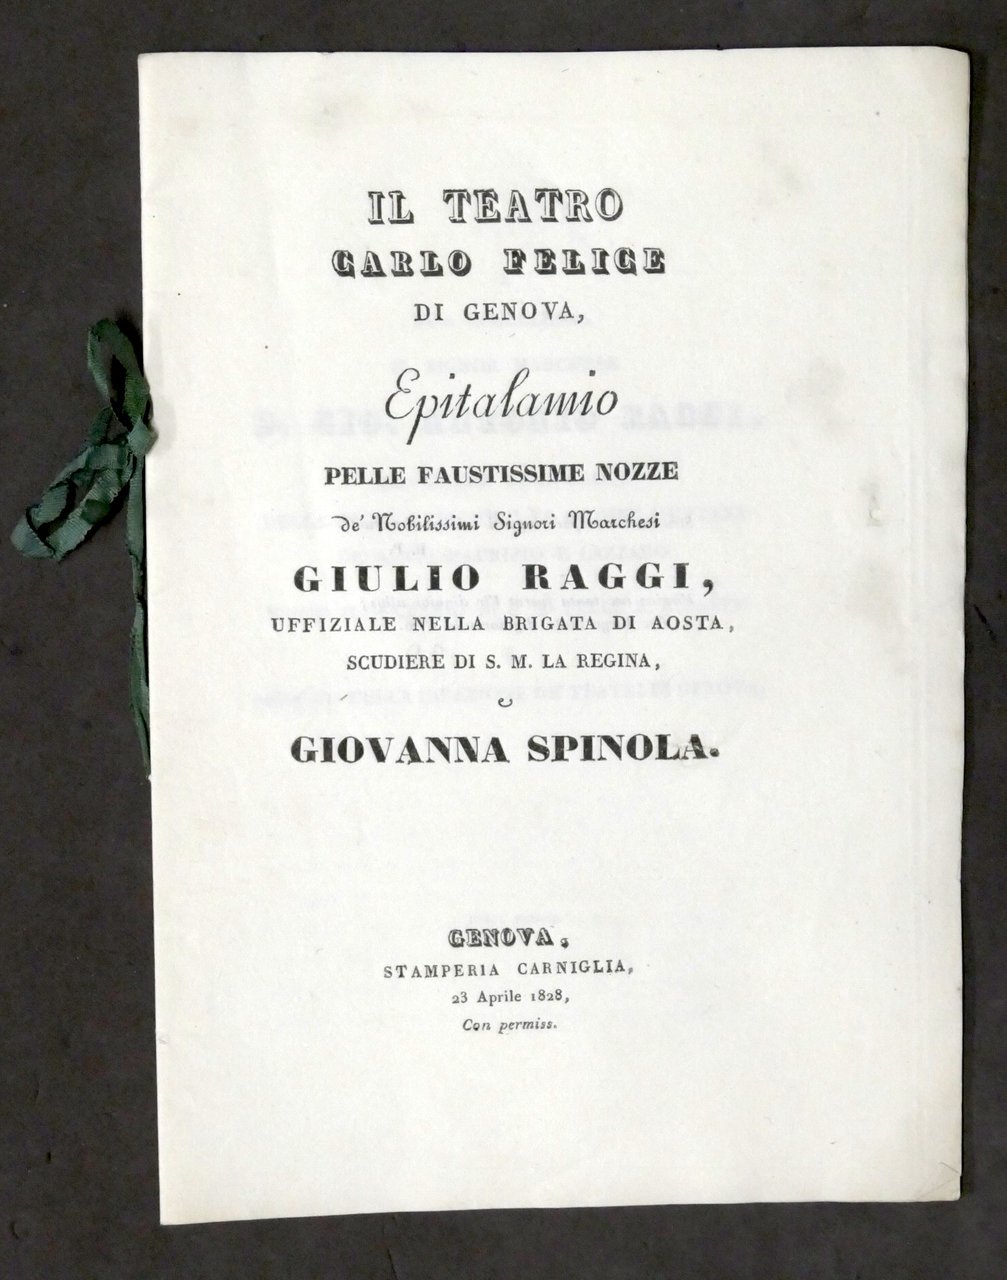 IL TEATRO
CARLO FELICE
DI GENOVA,
Epitalamio
PELLE FAUSTISSIME NOZZE
de' Nobilissimi Signori Marchesi
GIULIO RAGGI,
UFFIZIALE NELLA BRIGATA DI AOSTA,
SCUDIERE DI S. M. LA REGINA,
e
GIOVANNA SPINOLA.
GENOVA,
STAMPERIA CARNIGLIA,
23 Aprile 1828,
Con permiss.